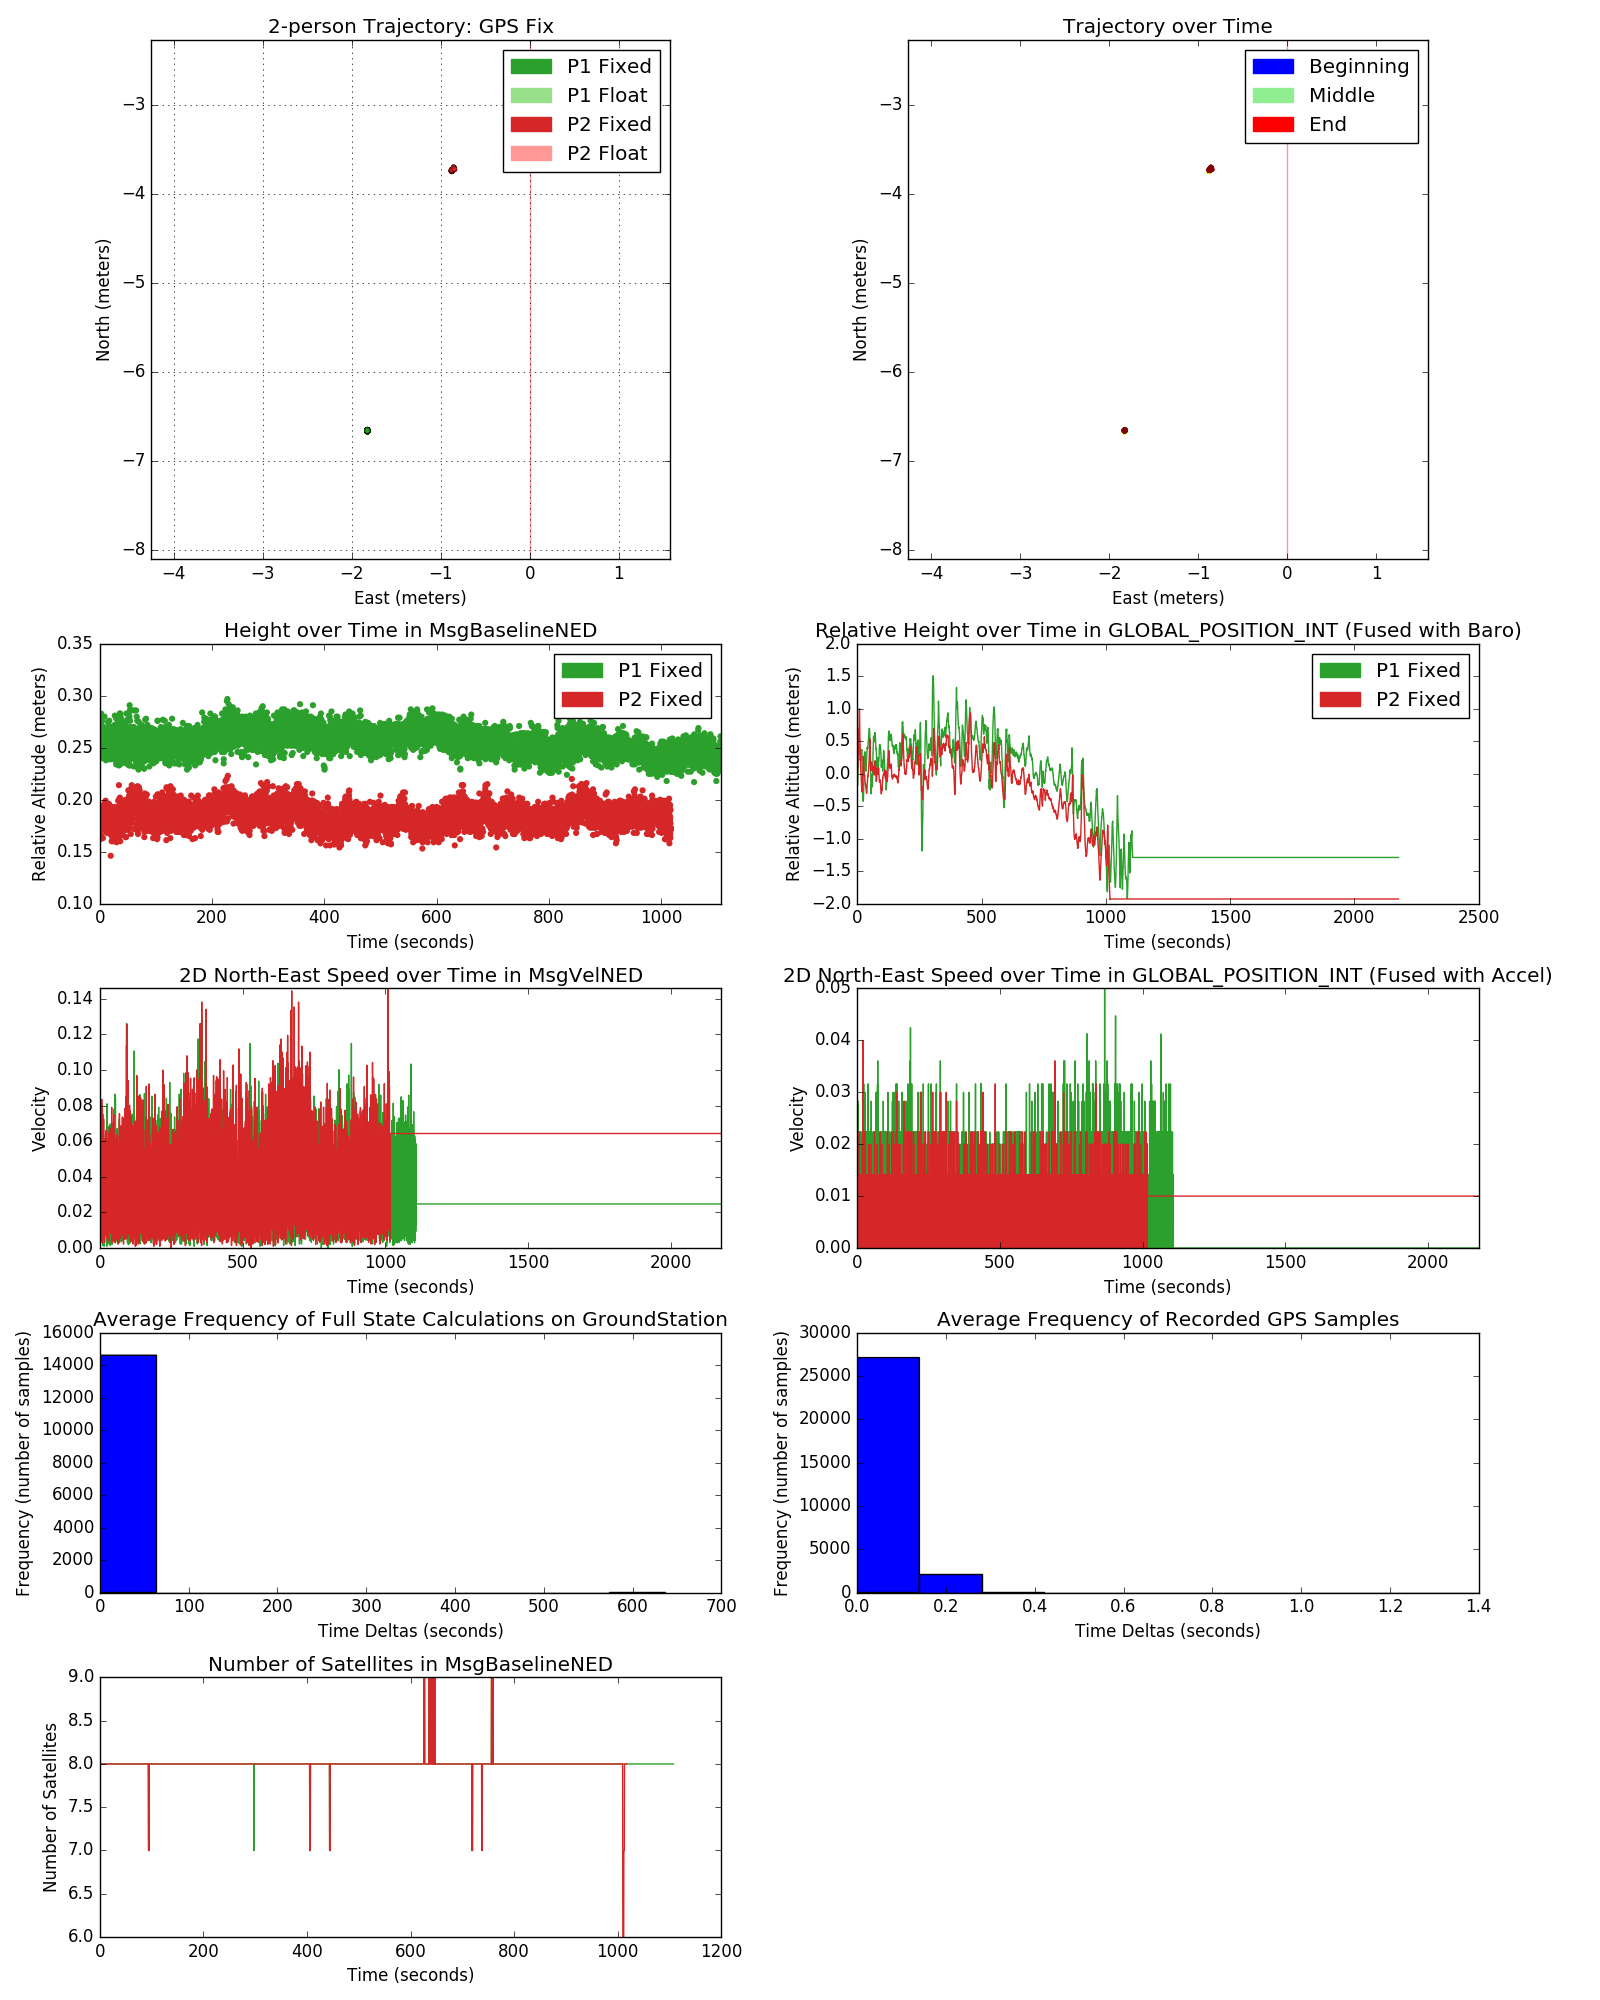 2-person Trajectory: GPS Fix
P1 Fixed
P1 Float
P2 Fixed
P2 Float
−3
−4
−5
−6
−7
−8
North (meters)
−4 −3 −2 −1 0 1
East (meters)
Trajectory over Time
Beginning
Middle
End
−3
−4
−5
−6
−7
−8
North (meters)
−4 −3 −2 −1 0 1
East (meters)
Height over Time in MsgBaselineNED
P1 Fixed
P2 Fixed
0.35
0.30
0.25
0.20
0.15
0.10
Relative Altitude (meters)
0 200 400 600 800 1000
Time (seconds)
Relative Height over Time in GLOBAL_POSITION_INT (Fused with Baro)
P1 Fixed
P2 Fixed
2.0
1.5
1.0
0.5
0.0
−0.5
−1.0
−1.5
−2.0
Relative Altitude (meters)
0 500 1000 1500 2000 2500
Time (seconds)
2D North-East Speed over Time in MsgVelNED
0.14
0.12
0.10
0.08
0.06
0.04
0.02
0.00
Velocity
0 500 1000 1500 2000
Time (seconds)
2D North-East Speed over Time in GLOBAL_POSITION_INT (Fused with Accel)
0.05
0.04
0.03
0.02
0.01
0.00
Velocity
0 500 1000 1500 2000
Time (seconds)
Average Frequency of Full State Calculations on GroundStation
16000
14000
12000
10000
8000
6000
4000
2000
0
Frequency (number of samples)
0 100 200 300 400 500 600 700
Time Deltas (seconds)
Average Frequency of Recorded GPS Samples
30000
25000
20000
15000
10000
5000
0
Frequency (number of samples)
0.0 0.2 0.4 0.6 0.8 1.0 1.2 1.4
Time Deltas (seconds)
Number of Satellites in MsgBaselineNED
9.0
8.5
8.0
7.5
7.0
6.5
6.0
Number of Satellites
0 200 400 600 800 1000 1200
Time (seconds)